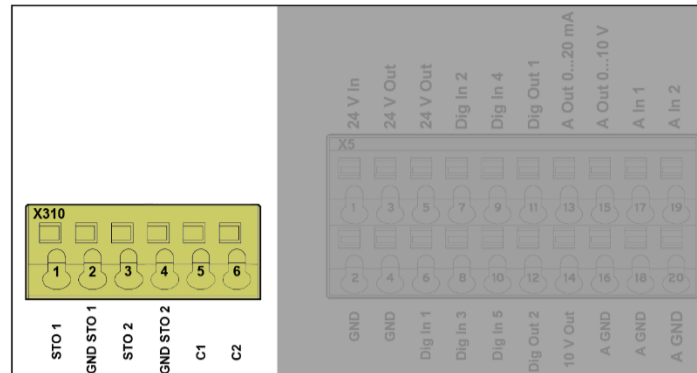 24 V In
24 V Out
24 V Out
Dig In 2
Dig In 4
Dig Out 1
A Out 0...20 mA
A Out 0...10 V
A In 1
A In 2
X5
1 3 5 7 9 11 13 15 17 19
X310
1 2 3 4 5 6
2 4 6 8 10 12 14 16 18 20
STO 1
GND STO 1
STO 2
GND STO 2
C1
C2
GND
GND
Dig In 1
Dig In 3
Dig In 5
Dig Out 2
10 V Out
A GND
A GND
A GND